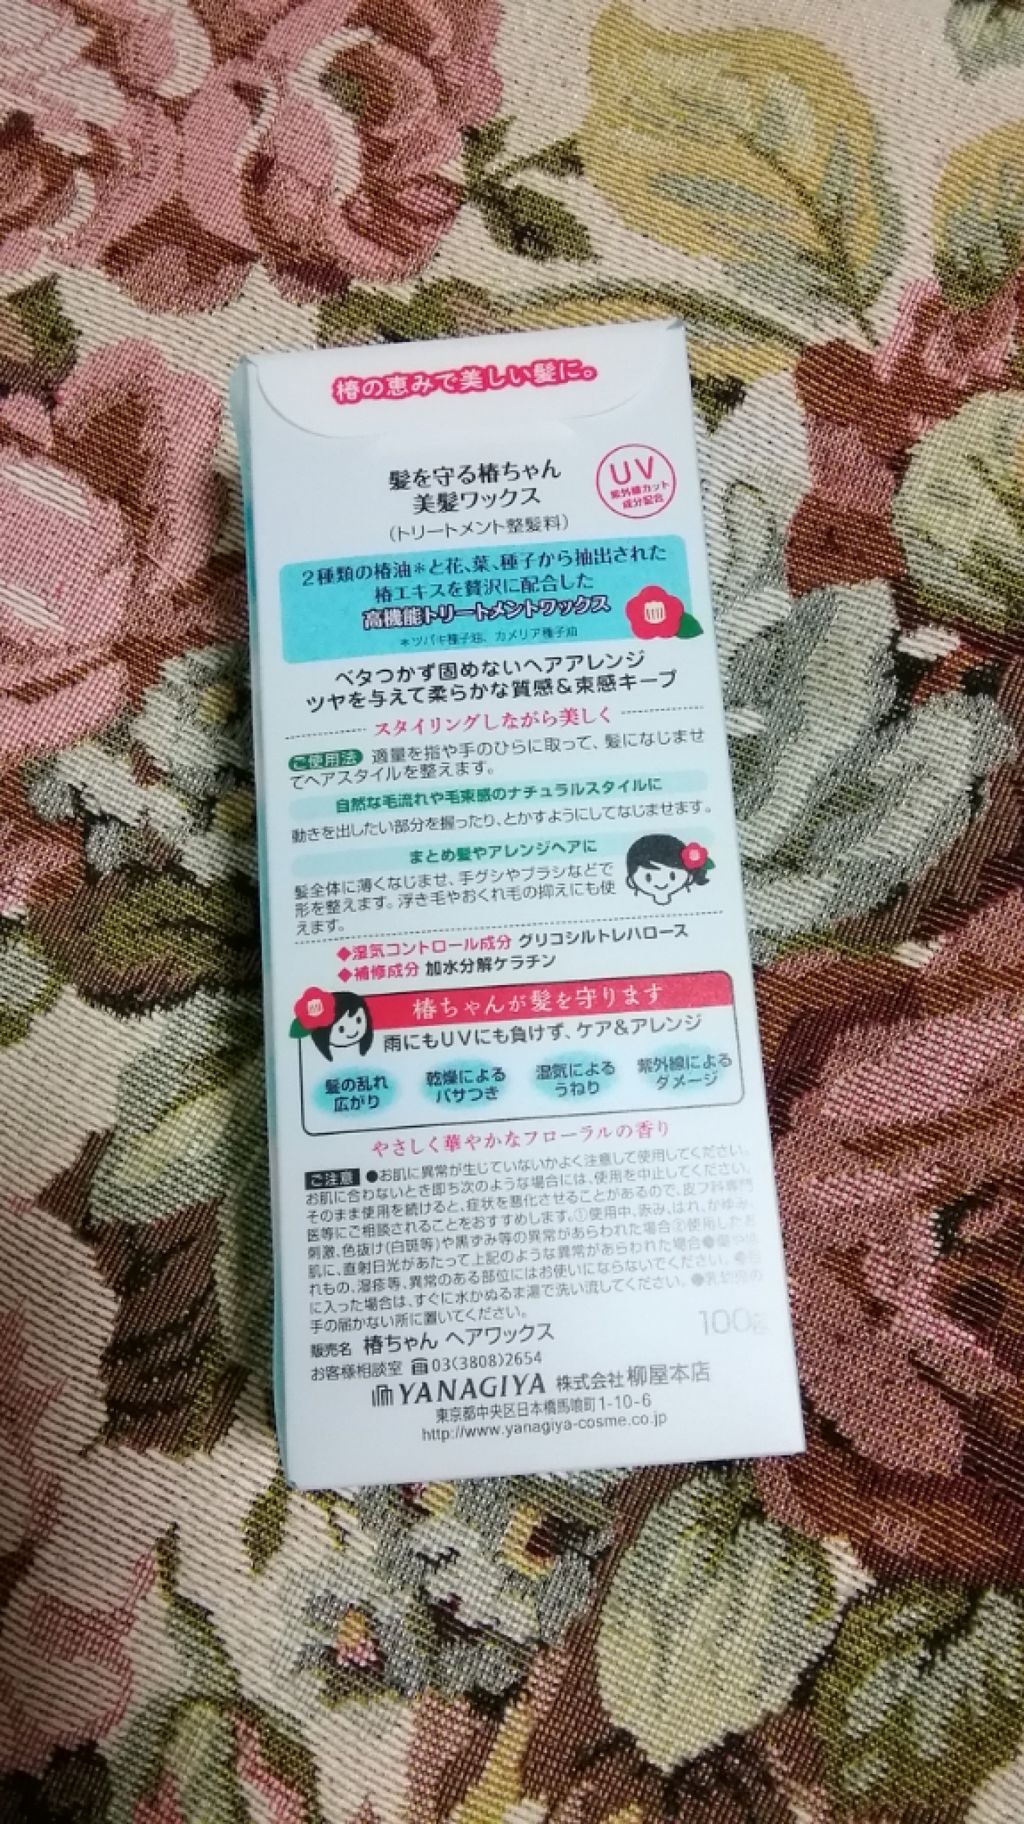 椿の恵みで美しい髪に。
髪を守る椿ちゃん
美髪ワックス
(トリートメント整髪料)
UV
紫外線カット
成分配合
2種類の椿油*と花、葉、種子から抽出された
椿エキスを贅沢に配合した
高機能トリートメントワックス
*ツバキ種子油、カメリア種子油
ベタつかず固めないヘアアレンジ
ツヤを与えて柔らかな質感&束感キープ
スタイリングしながら美しく
ご使用法 適量を指や手のひらに取って、髪になじませ
てヘアスタイルを整えます。
自然な毛流れや毛束感のナチュラルスタイルに
動きを出したい部分を握ったり、とかすようにしてなじませます。
まとめ髪やアレンジヘアに
髪全体に薄くなじませ、手グシやブラシなどで
形を整えます。浮き毛やおくれ毛の抑えにも使
えます。
◆湿気コントロール成分 グリコシルトレハロース
◆補修成分 加水分解ケラチン
椿ちゃんが髪を守ります
雨にもUVにも負けず、ケア&アレンジ
髪の乱れ
広がり
乾燥による
パサつき
湿気による
うねり
紫外線による
ダメージ
やさしく華やかなフローラルの香り
ご注意 ●お肌に異常が生じていないかよく注意して使用してください。
お肌に合わないとき即ち次のような場合には、使用を中止してください。
そのまま使用を続けると、症状を悪化させることがあるので、皮フ科専門
医等にご相談されることをおすすめします。①使用中、赤み、はれ、かゆみ、
刺激、色抜け(白斑等)や黒ずみ等の異常があらわれた場合②使用したお
肌に、直射日光があたって上記のような異常があらわれた場合●傷やは
れもの、湿疹等、異常のある部位にはお使いにならないでください。●目
に入った場合は、すぐに水かぬるま湯で洗い流してください。●乳幼児の
手の届かない所に置いてください。
100g
販売名 椿ちゃん ヘアワックス
お客様相談室 ☎03(3808)2654
YANAGIYA 株式会社柳屋本店
東京都中央区日本橋馬喰町1-10-6
http://www.yanagiya-cosme.co.jp